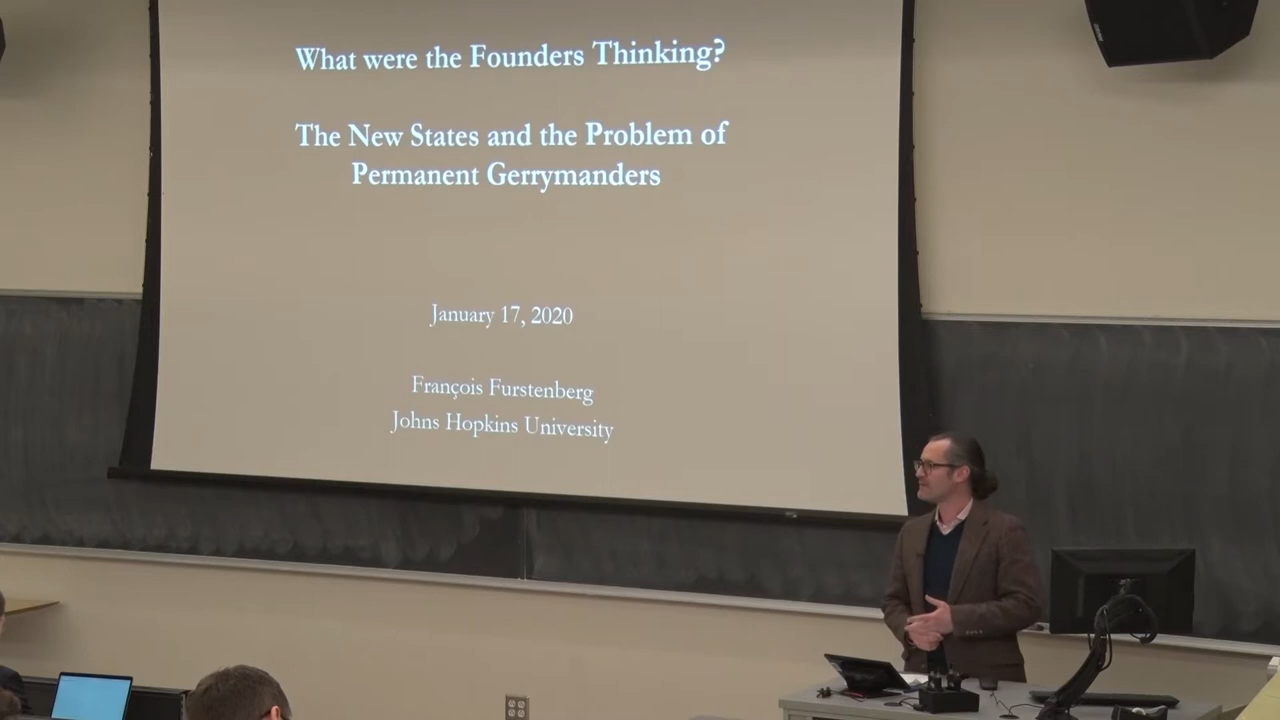 What were the Founders Thinking?
The New States and the Problem of
Permanent Gerrymanders
January 17, 2020
François Furstenberg
Johns Hopkins University